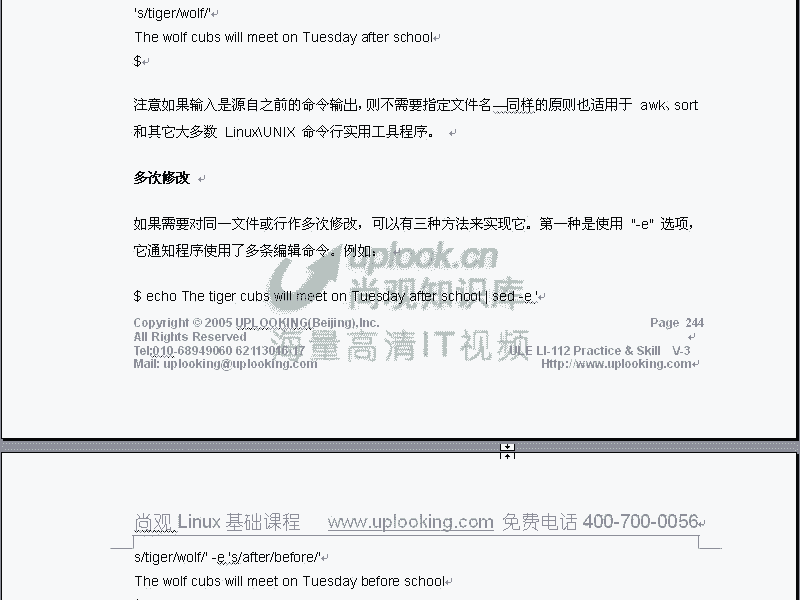 's/tiger/wolf/'
The wolf cubs will meet on Tuesday after school
$
注意如果输入是源自之前的命令输出，则不需要指定文件名—同样的原则也适用于 awk、sort
和其它大多数 Linux\UNIX 命令行实用工具程序。
多次修改
如果需要对同一文件或行作多次修改，可以有三种方法来实现它。第一种是使用 "-e" 选项，
它通知程序使用了多条编辑命令。例如：
uplook.cn
尚观知识库
$ echo The tiger cubs will meet on Tuesday after school | sed -e '
海量高清IT视频
Copyright © 2005 UPLOOKING(Beijing),Inc. Page 244
All Rights Reserved
Tel:010-68949060 62113016.17 ULE LI-112 Practice & Skill V-3
Mail: uplooking@uplooking.com Http://www.uplooking.com
尚观 Linux 基础课程 www.uplooking.com 免费电话 400-700-0056
s/tiger/wolf/' -e 's/after/before/'
The wolf cubs will meet on Tuesday before school